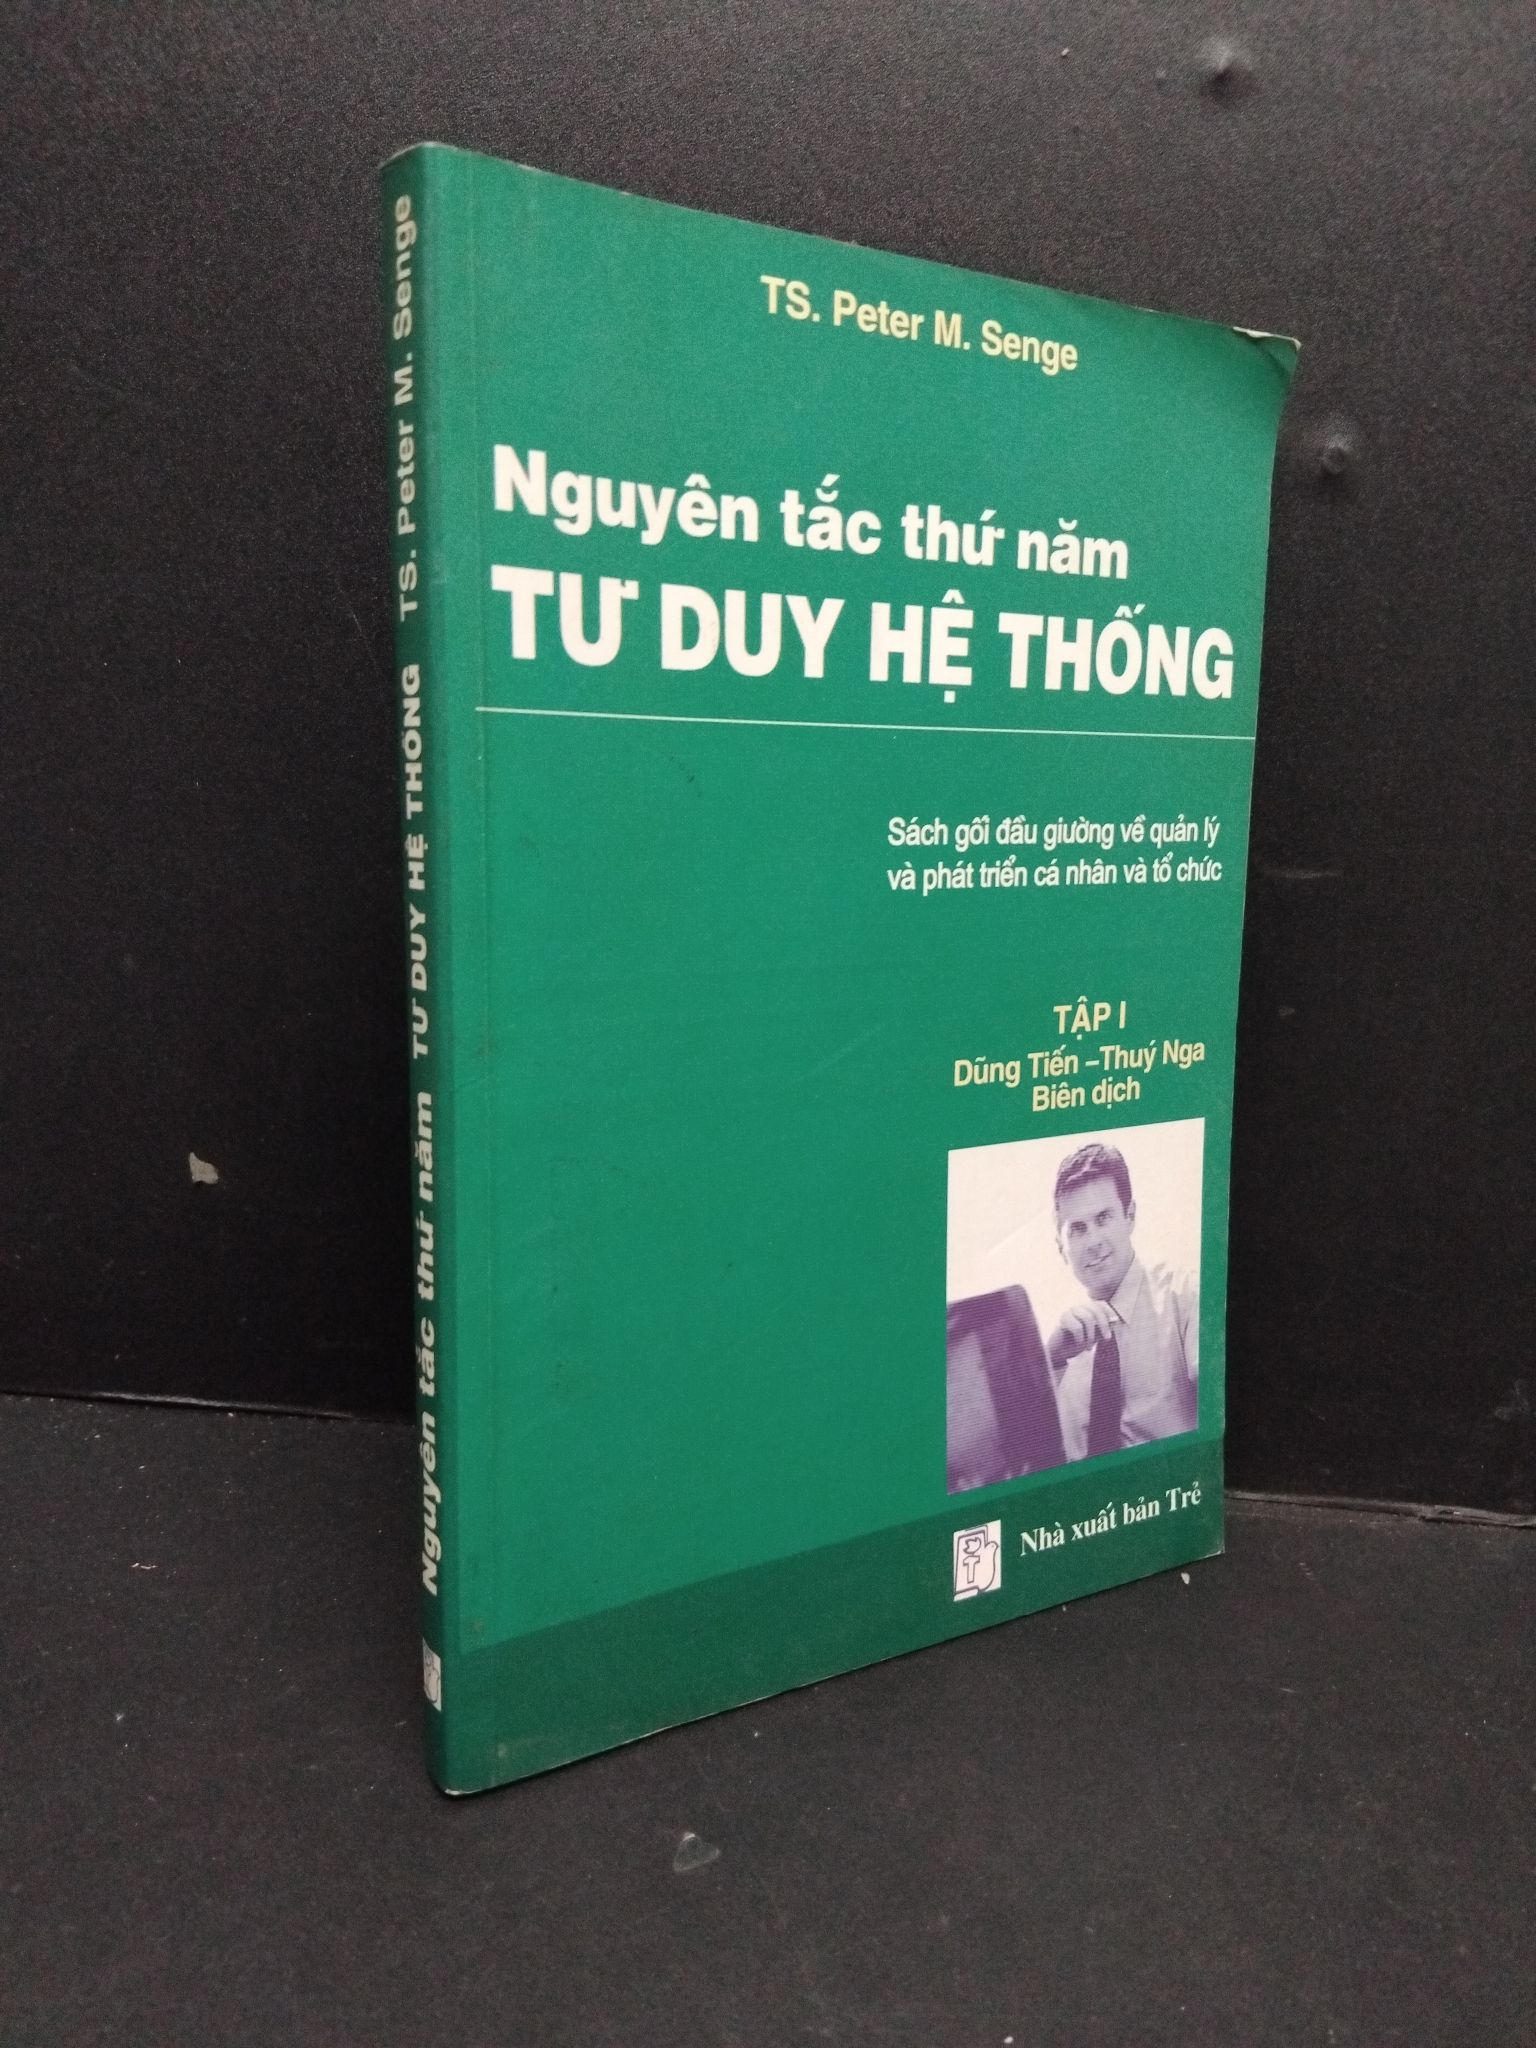 TS. Peter M. Senge
Nguyên tắc thứ năm
TƯ DUY HỆ THỐNG
Sách gối đầu giường về quản lý
và phát triển cá nhân và tổ chức
TẬP I
Dũng Tiến –Thuý Nga
Biên dịch
T
Nhà xuất bản Trẻ
Nguyên tắc thứ năm TƯ DUY HỆ THỐNG TS. Peter M. Senge